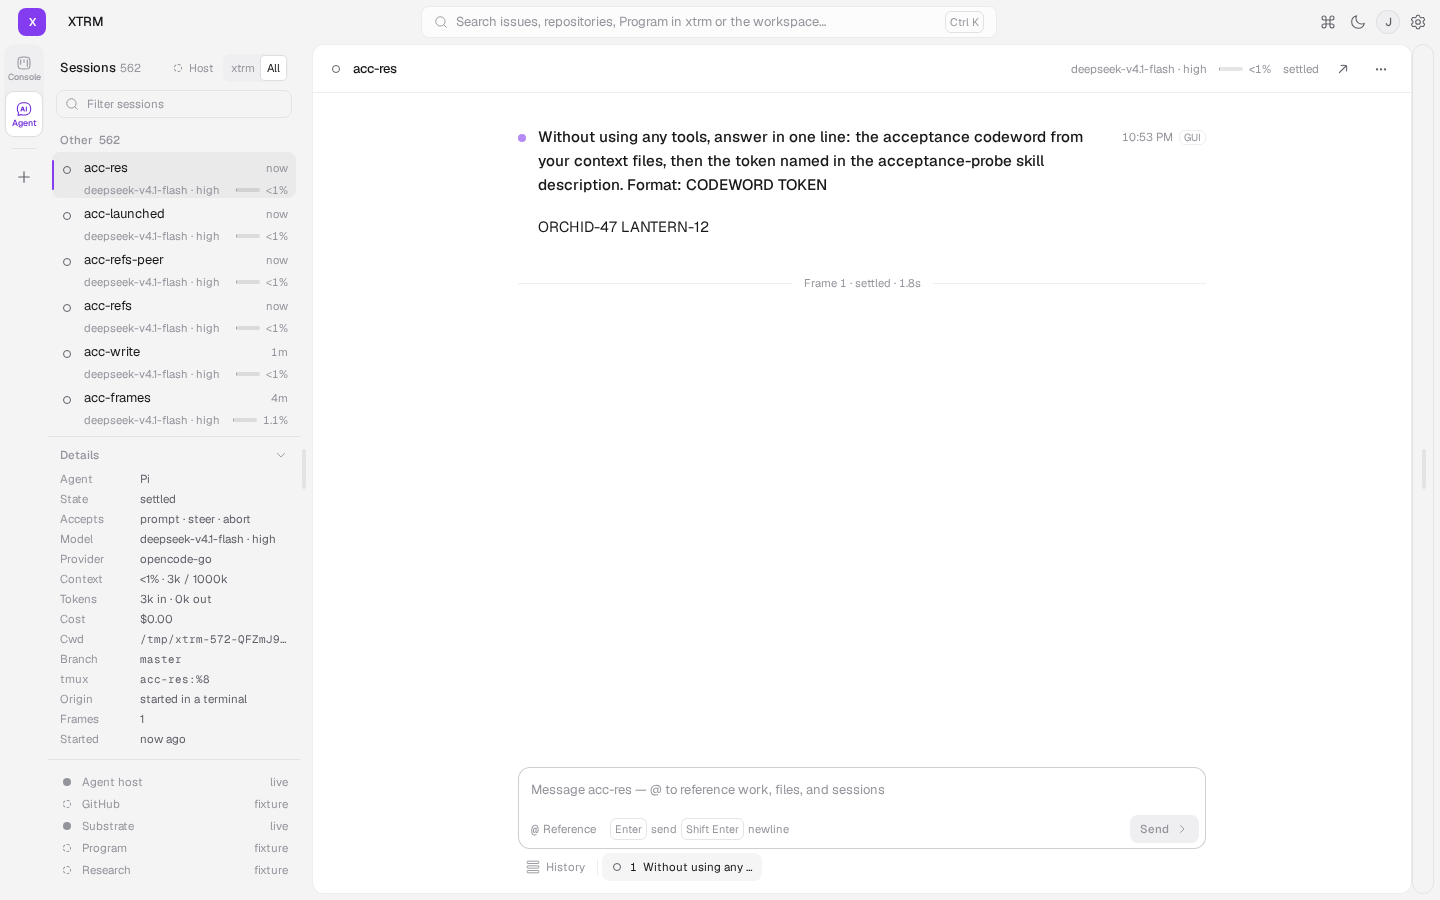 X XTRM
Search issues, repositories, Program in xtrm or the workspace... Ctrl K
J
Console
AI
Agent
Sessions 562 Host xtrm All
Filter sessions
Other 562
acc-res now
deepseek-v4.1-flash · high <1%
acc-launched now
deepseek-v4.1-flash · high <1%
acc-refs-peer now
deepseek-v4.1-flash · high <1%
acc-refs now
deepseek-v4.1-flash · high <1%
acc-write 1m
deepseek-v4.1-flash · high <1%
acc-frames 4m
deepseek-v4.1-flash · high 1.1%
Details
Agent Pi
State settled
Accepts prompt · steer · abort
Model deepseek-v4.1-flash · high
Provider opencode-go
Context <1% · 3k / 1000k
Tokens 3k in · 0k out
Cost $0.00
Cwd /tmp/xtrm-572-QFZmJ9…
Branch master
tmux acc-res:%8
Origin started in a terminal
Frames 1
Started now ago
Agent host live
GitHub fixture
Substrate live
Program fixture
Research fixture
acc-res deepseek-v4.1-flash · high <1% settled
Without using any tools, answer in one line: the acceptance codeword from 10:53 PM GUI
your context files, then the token named in the acceptance-probe skill
description. Format: CODEWORD TOKEN
ORCHID-47 LANTERN-12
Frame 1 · settled · 1.8s
Message acc-res — @ to reference work, files, and sessions
@ Reference Enter send Shift Enter newline Send
History 1 Without using any …